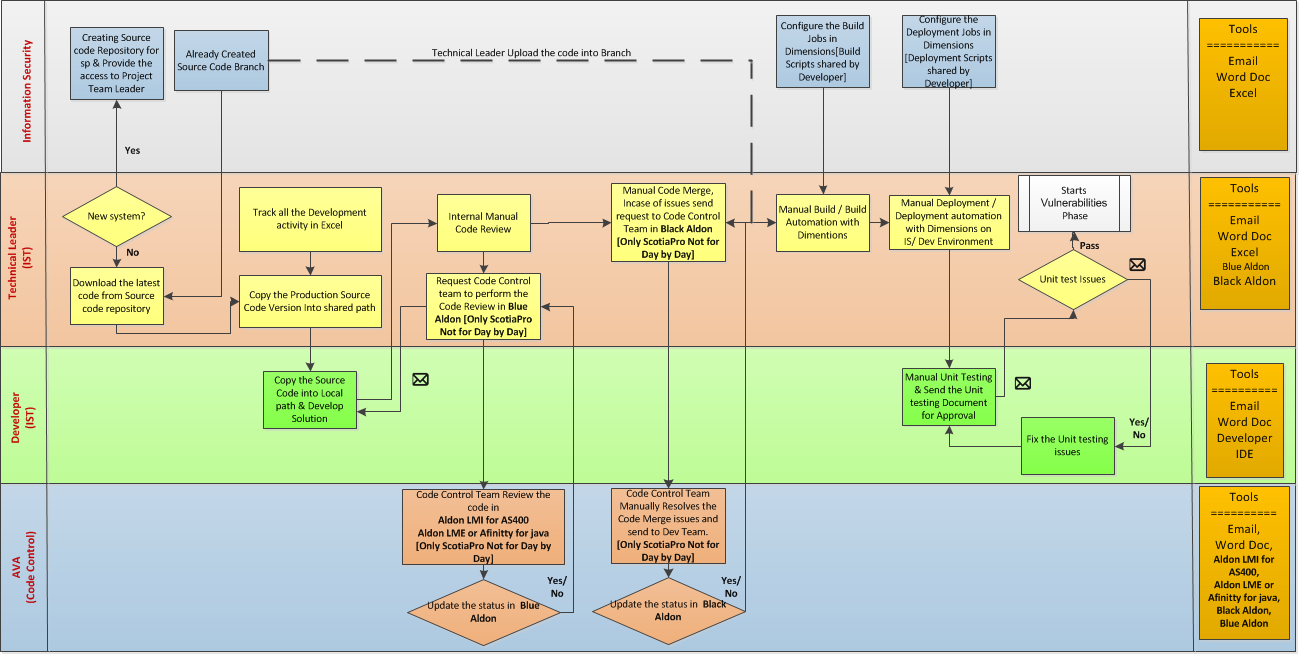 Information Security
Creating Source
code Repository for
sp & Provide the
access to Project
Team Leader
Already Created
Source Code Branch
Technical Leader Upload the code into Branch
Configure the Build
Jobs in
Dimensions[Build
Scripts shared by
Developer]
Configure the
Deployment Jobs in
Dimensions
[Deployment Scripts
shared by
Developer]
Tools
===========
Email
Word Doc
Excel
Yes
Technical Leader
(IST)
New system?
No
Download the latest
code from Source
code repository
Track all the Development
activity in Excel
Copy the Production Source
Code Version Into shared path
Internal Manual
Code Review
Request Code Control
team to perform the
Code Review in Blue
Aldon [Only ScotiaPro
Not for Day by Day]
Manual Code Merge,
Incase of issues send
request to Code Control
Team in Black Aldon
[Only ScotiaPro Not for
Day by Day]
Manual Build / Build
Automation with
Dimentions
Manual Deployment /
Deployment automation
with Dimensions on
IS/ Dev Environment
Starts
Vulnerabilities
Phase
Pass
Unit test Issues
Tools
===========
Email
Word Doc
Excel
Blue Aldon
Black Aldon
Developer
(IST)
Copy the Source
Code into Local
path & Develop
Solution
Manual Unit Testing
& Send the Unit
testing Document
for Approval
Yes/
No
Fix the Unit testing
issues
Tools
==========
Email
Word Doc
Developer
IDE
AVA
(Code Control)
Code Control Team Review the
code in
Aldon LMI for AS400
Aldon LME or Afinitty for java
[Only ScotiaPro Not for Day by
Day]
Yes/
No
Update the status in Blue
Aldon
Code Control Team
Manually Resolves the
Code Merge issues and
send to Dev Team.
[Only ScotiaPro Not for
Day by Day]
Yes/
No
Update the status in Black
Aldon
Tools
==========
Email,
Word Doc,
Aldon LMI for
AS400,
Aldon LME or
Afinitty for java,
Black Aldon,
Blue Aldon